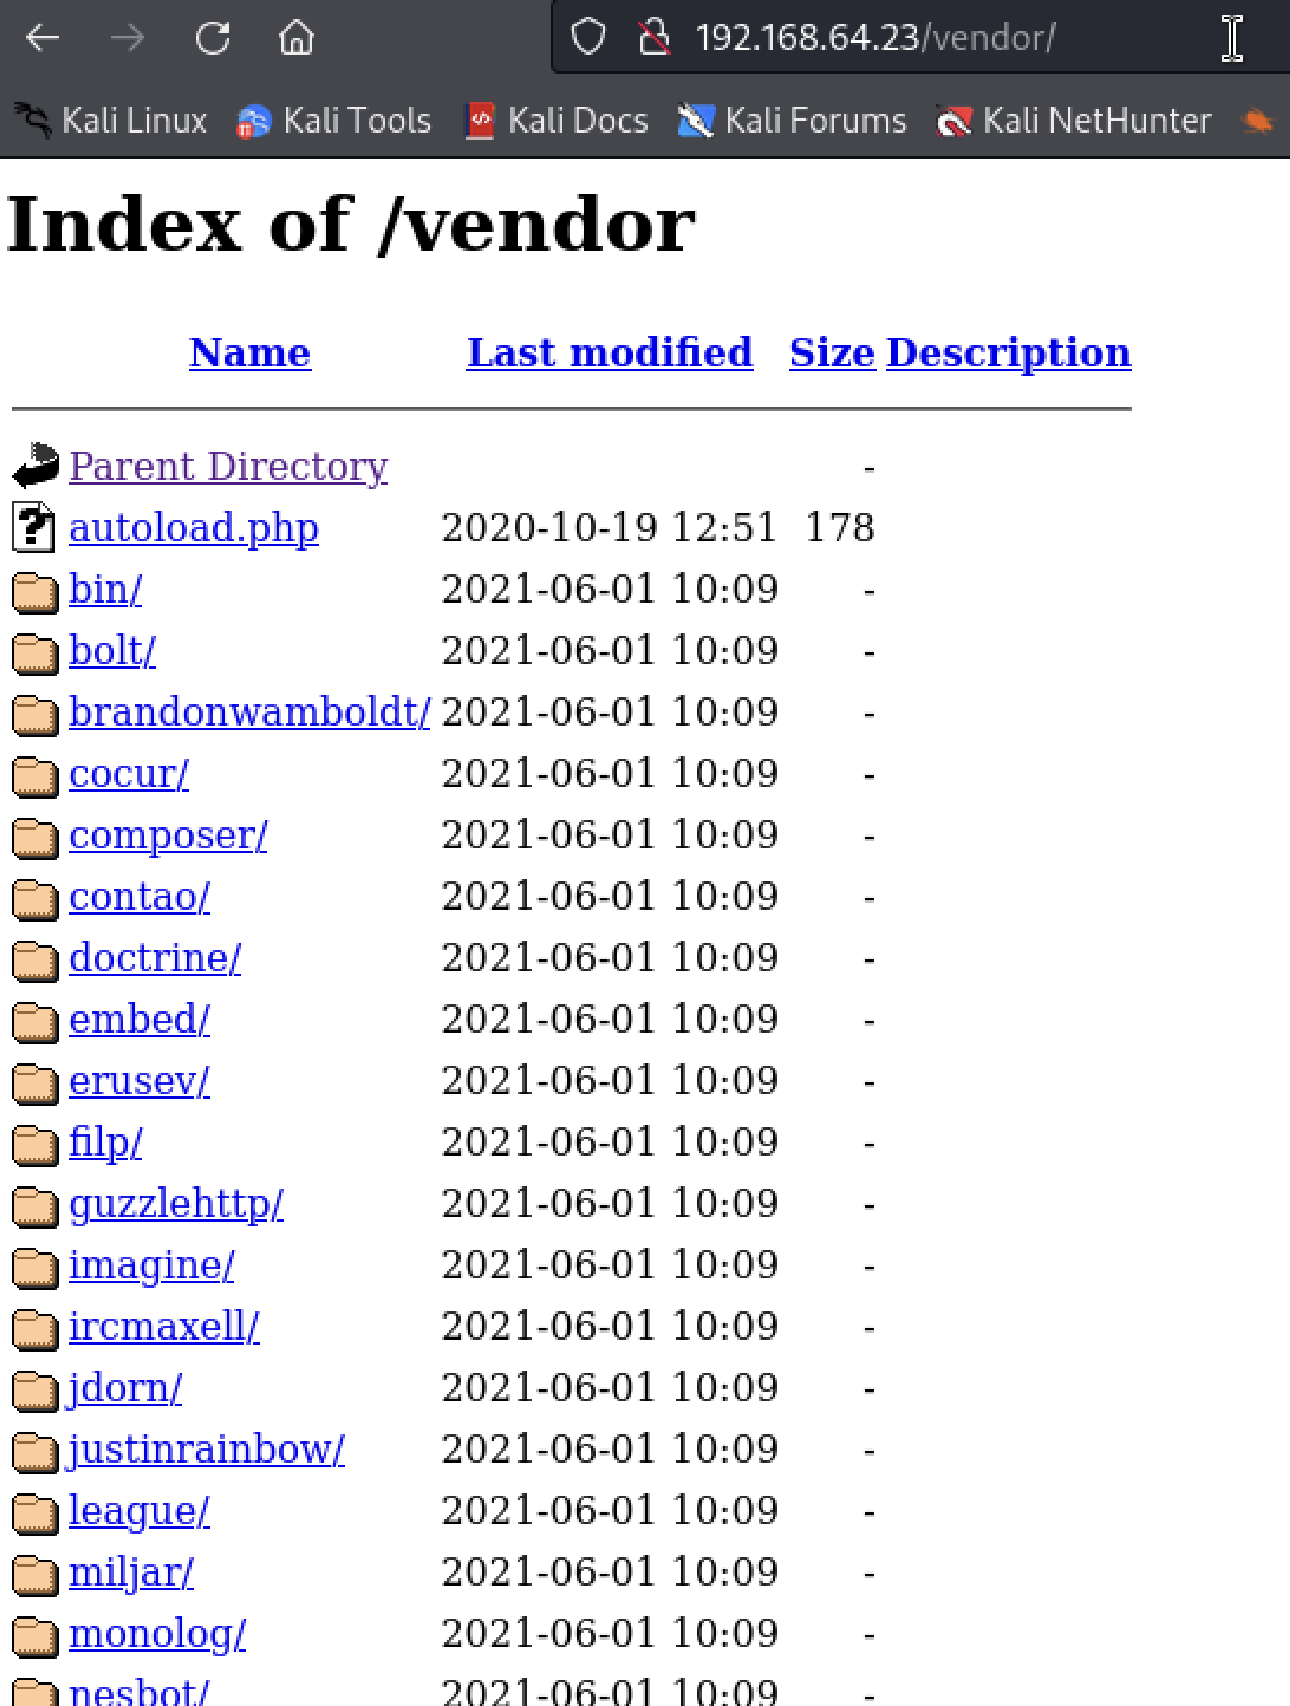 192.168.64.23/vendor/
Kali Linux Kali Tools Kali Docs Kali Forums Kali NetHunter
Index of /vendor
Name Last modified Size Description
Parent Directory -
autoload.php 2020-10-19 12:51 178
bin/ 2021-06-01 10:09 -
bolt/ 2021-06-01 10:09 -
brandonwamboldt/ 2021-06-01 10:09 -
cocur/ 2021-06-01 10:09 -
composer/ 2021-06-01 10:09 -
contao/ 2021-06-01 10:09 -
doctrine/ 2021-06-01 10:09 -
embed/ 2021-06-01 10:09 -
erusev/ 2021-06-01 10:09 -
filp/ 2021-06-01 10:09 -
guzzlehttp/ 2021-06-01 10:09 -
imagine/ 2021-06-01 10:09 -
ircmaxell/ 2021-06-01 10:09 -
jdorn/ 2021-06-01 10:09 -
justinrainbow/ 2021-06-01 10:09 -
league/ 2021-06-01 10:09 -
miljar/ 2021-06-01 10:09 -
monolog/ 2021-06-01 10:09 -
nesbot/ 2021-06-01 10:09 -